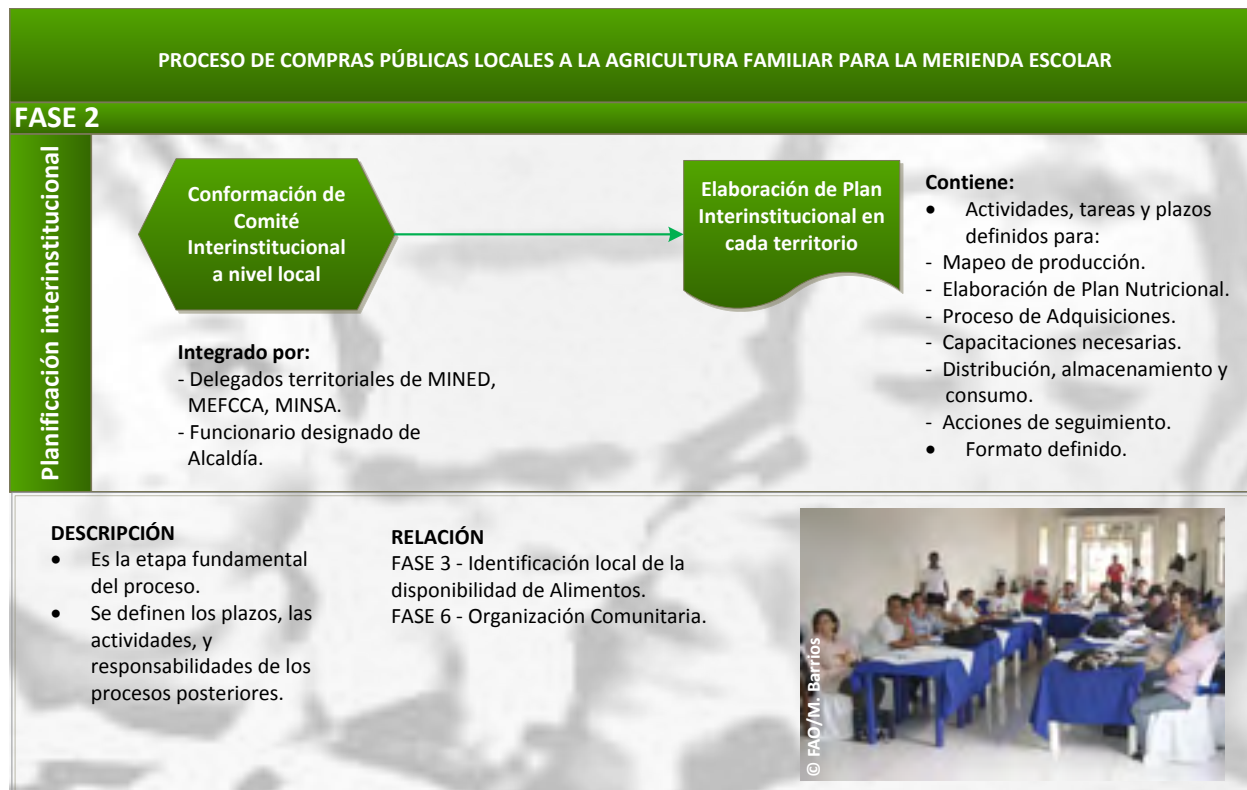 PROCESO DE COMPRAS PÚBLICAS LOCALES A LA AGRICULTURA FAMILIAR PARA LA MERIENDA ESCOLAR
FASE 2
Planificación interinstitucional
Conformación de
Comité
Interinstitucional
a nivel local
Integrado por:
- Delegados territoriales de MINED,
MEFCCA, MINSA.
- Funcionario designado de
Alcaldía.
Elaboración de Plan
Interinstitucional en
cada territorio
Contiene:
• Actividades, tareas y plazos
definidos para:
- Mapeo de producción.
- Elaboración de Plan Nutricional.
- Proceso de Adquisiciones.
- Capacitaciones necesarias.
- Distribución, almacenamiento y
consumo.
- Acciones de seguimiento.
• Formato definido.
DESCRIPCIÓN
• Es la etapa fundamental
del proceso.
• Se definen los plazos, las
actividades, y
responsabilidades de los
procesos posteriores.
RELACIÓN
FASE 3 - Identificación local de la
disponibilidad de Alimentos.
FASE 6 - Organización Comunitaria.
© FAO/M. Barrios